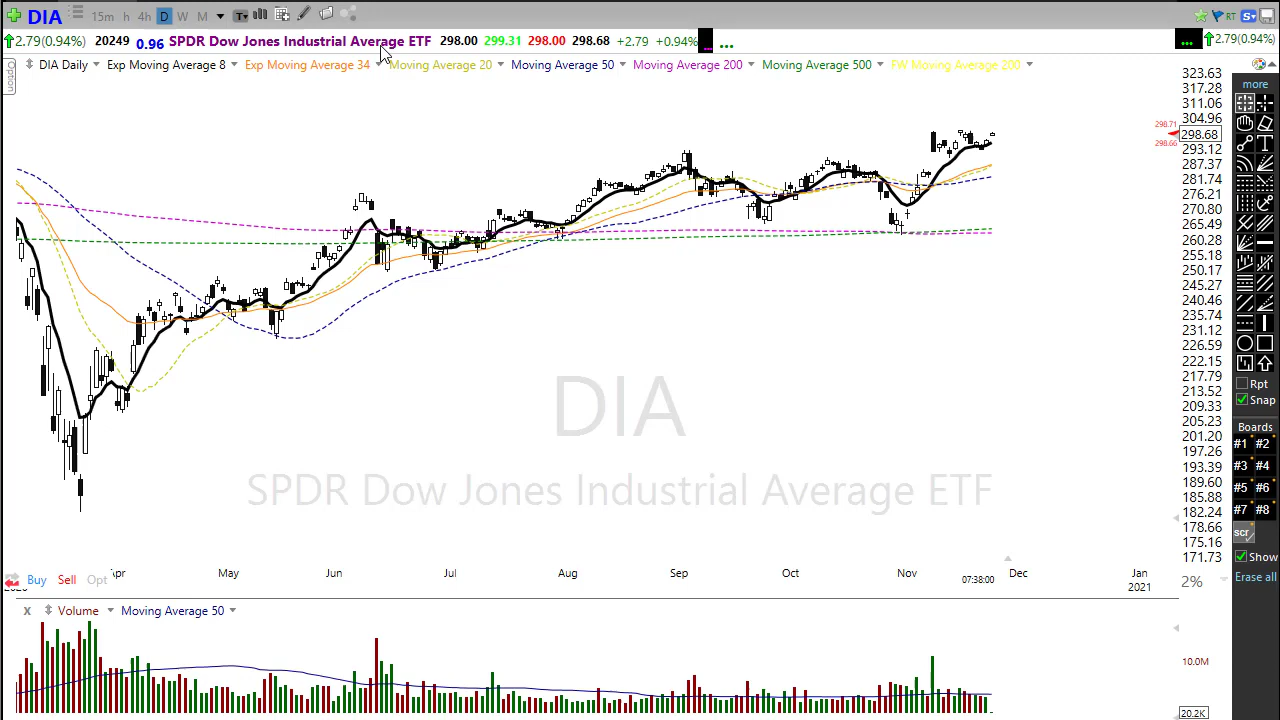 DIA 15m h 4h D W M T RT S
2.79(0.94%) 20249 0.96 SPDR Dow Jones Industrial Average ETF 298.00 299.31 298.00 298.68 +2.79 +0.94% ... ... ... 2.79(0.94%)
Option
DIA Daily Exp Moving Average 8 Exp Moving Average 34 Moving Average 20 Moving Average 50 Moving Average 200 Moving Average 500 FW Moving Average 200
323.63
317.28
311.06
304.96
298.71
298.68
298.66
293.12
287.37
281.74
276.21
270.80
265.49
260.28
255.18
250.17
245.27
240.46
235.74
231.12
226.59
222.15
217.79
213.52
209.33
205.23
201.20
197.26
193.39
189.60
185.88
182.24
178.66
175.16
171.73
more
T
Rpt
Snap
Boards
#1 #2
#3 #4
#5 #6
#7 #8
scr
Show
Erase all
DIA
SPDR Dow Jones Industrial Average ETF
Apr May Jun Jul Aug Sep Oct Nov 07:38:00 Dec Jan
2021
Buy Sell Opt
2%
X Volume Moving Average 50
10.0M
20.2K